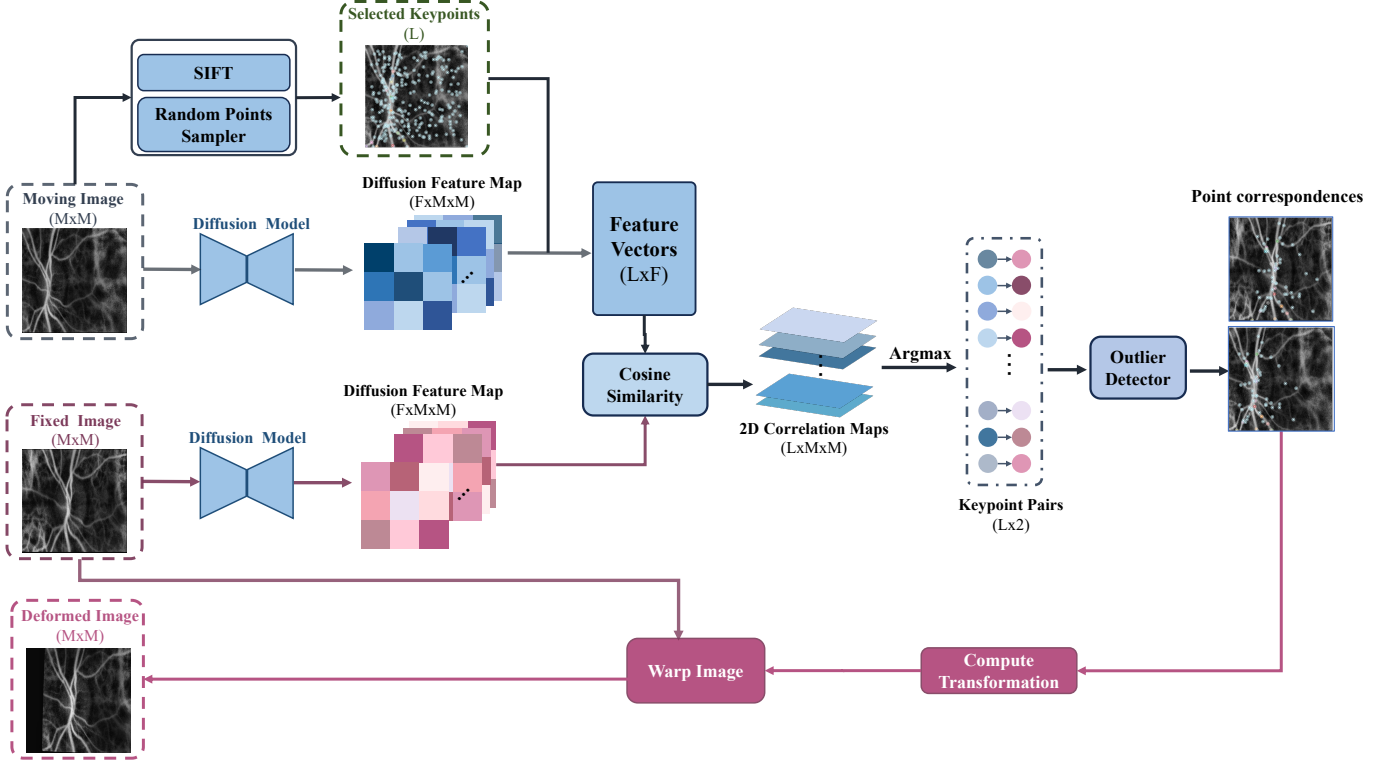 Selected Keypoints
(L)
SIFT
Random Points
Sampler
Moving Image
(MxM)
Diffusion Model
Diffusion Feature Map
(FxMxM)
Feature
Vectors
(LxF)
Point correspondences
Cosine
Similarity
Argmax
Outlier
Detector
2D Correlation Maps
(LxMxM)
Keypoint Pairs
(Lx2)
Fixed Image
(MxM)
Diffusion Model
Diffusion Feature Map
(FxMxM)
Deformed Image
(MxM)
Warp Image
Compute
Transformation